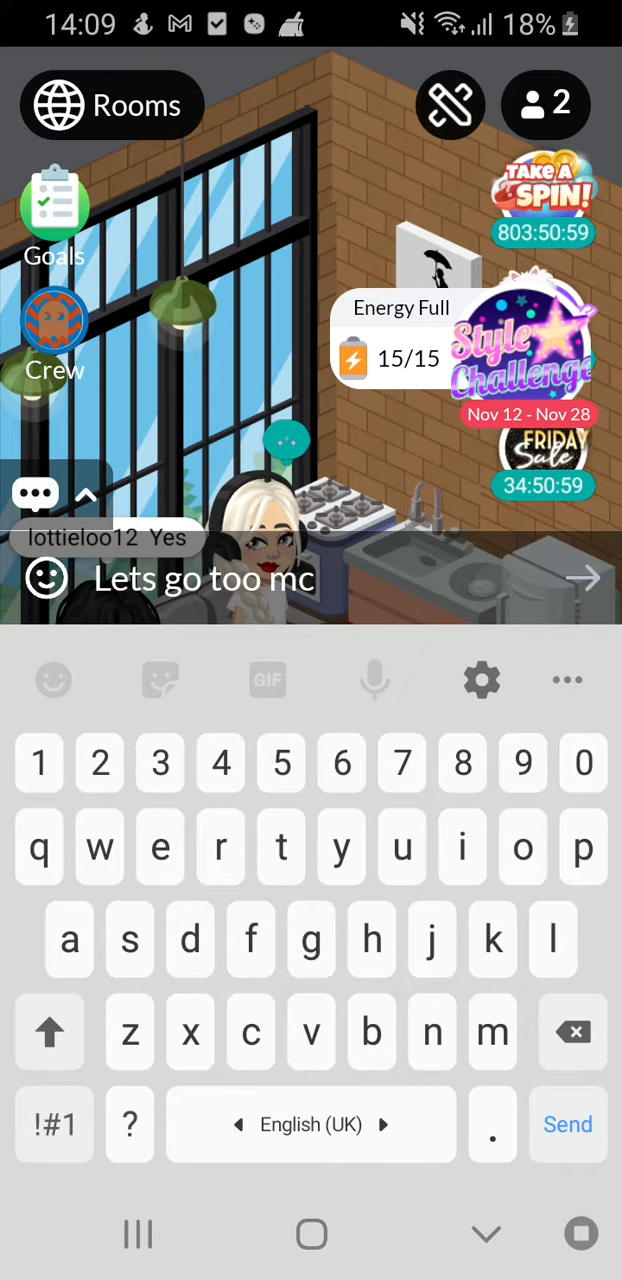 14:09
18%
Rooms
2
TAKE A
SPIN!
803:50:59
Goals
Energy Full
15/15
Style
Challenge
Crew
Nov 12 - Nov 28
FRIDAY
Sale
34:50:59
lottieloo12 Yes
Lets go too mc
GIF
1 2 3 4 5 6 7 8 9 0
q w e r t y u i o p
a s d f g h j k l
z x c v b n m
!#1 ? English (UK) . Send